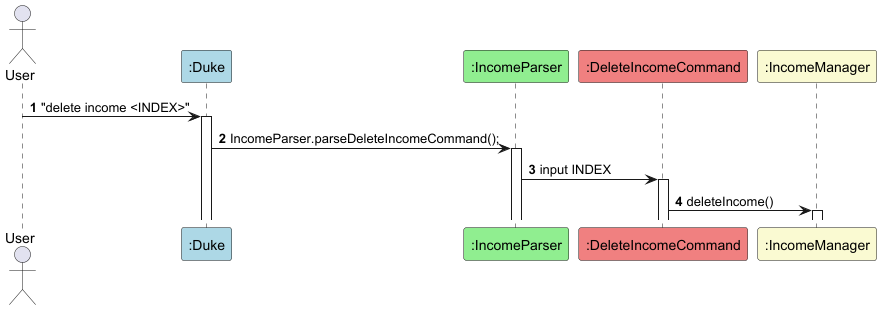 User
:Duke
:IncomeParser
:DeleteIncomeCommand
:IncomeManager
1 "delete income <INDEX>"
2 IncomeParser.parseDeleteIncomeCommand();
3 input INDEX
4 deleteIncome()
User
:Duke
:IncomeParser
:DeleteIncomeCommand
:IncomeManager